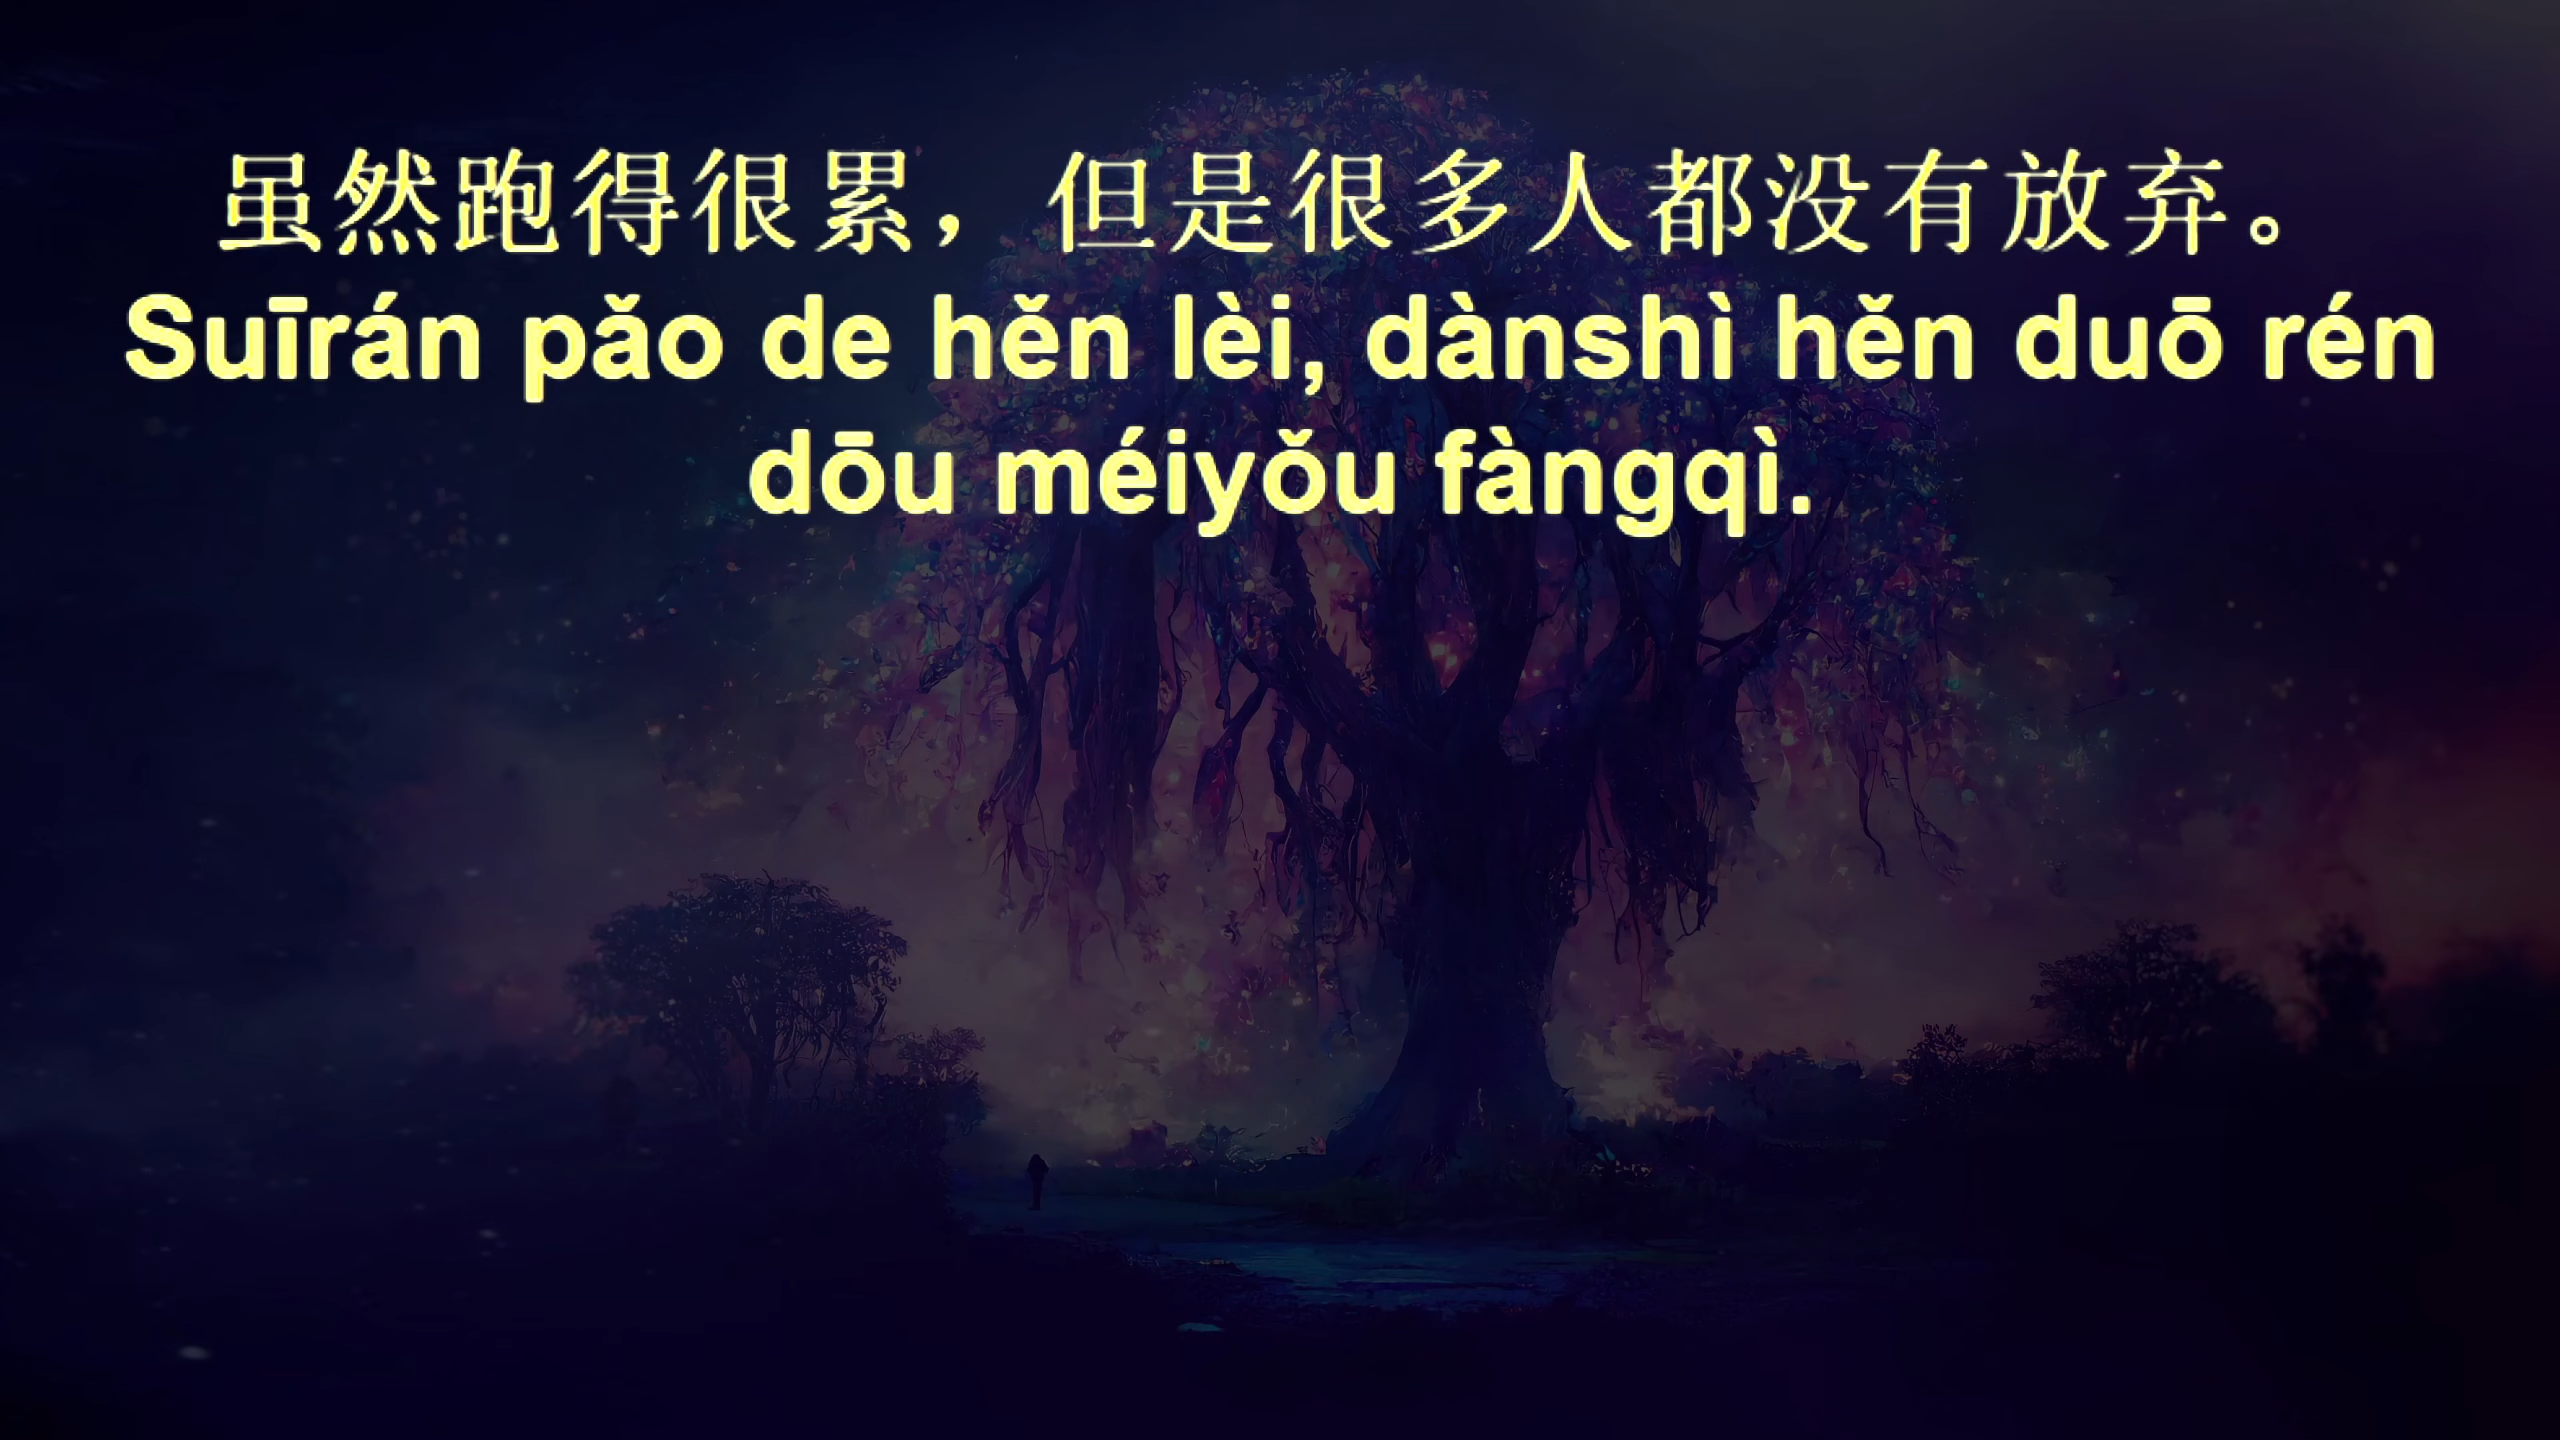 虽然跑得很累，但是很多人都没有放弃。
Suīrán pǎo de hěn lèi, dànshì hěn duō rén
dōu méiyǒu fàngqì.